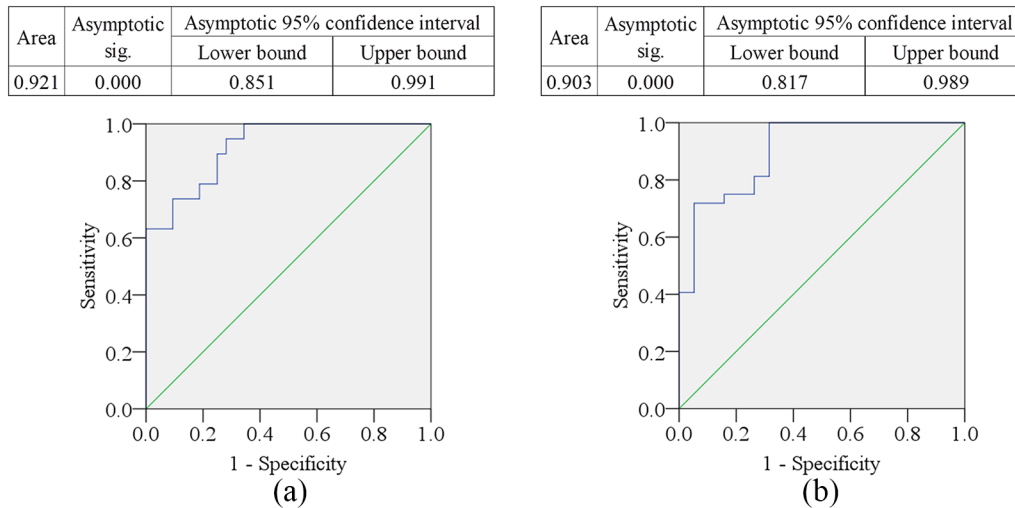 Area Asymptotic sig. Asymptotic 95% confidence interval
Lower bound Upper bound
0.921 0.000 0.851 0.991
1.0
0.8
0.6
0.4
0.2
0.0
Sensitivity
0.0 0.2 0.4 0.6 0.8 1.0
1 - Specificity
(a)
Area Asymptotic sig. Asymptotic 95% confidence interval
Lower bound Upper bound
0.903 0.000 0.817 0.989
1.0
0.8
0.6
0.4
0.2
0.0
Sensitivity
0.0 0.2 0.4 0.6 0.8 1.0
1 - Specificity
(b)